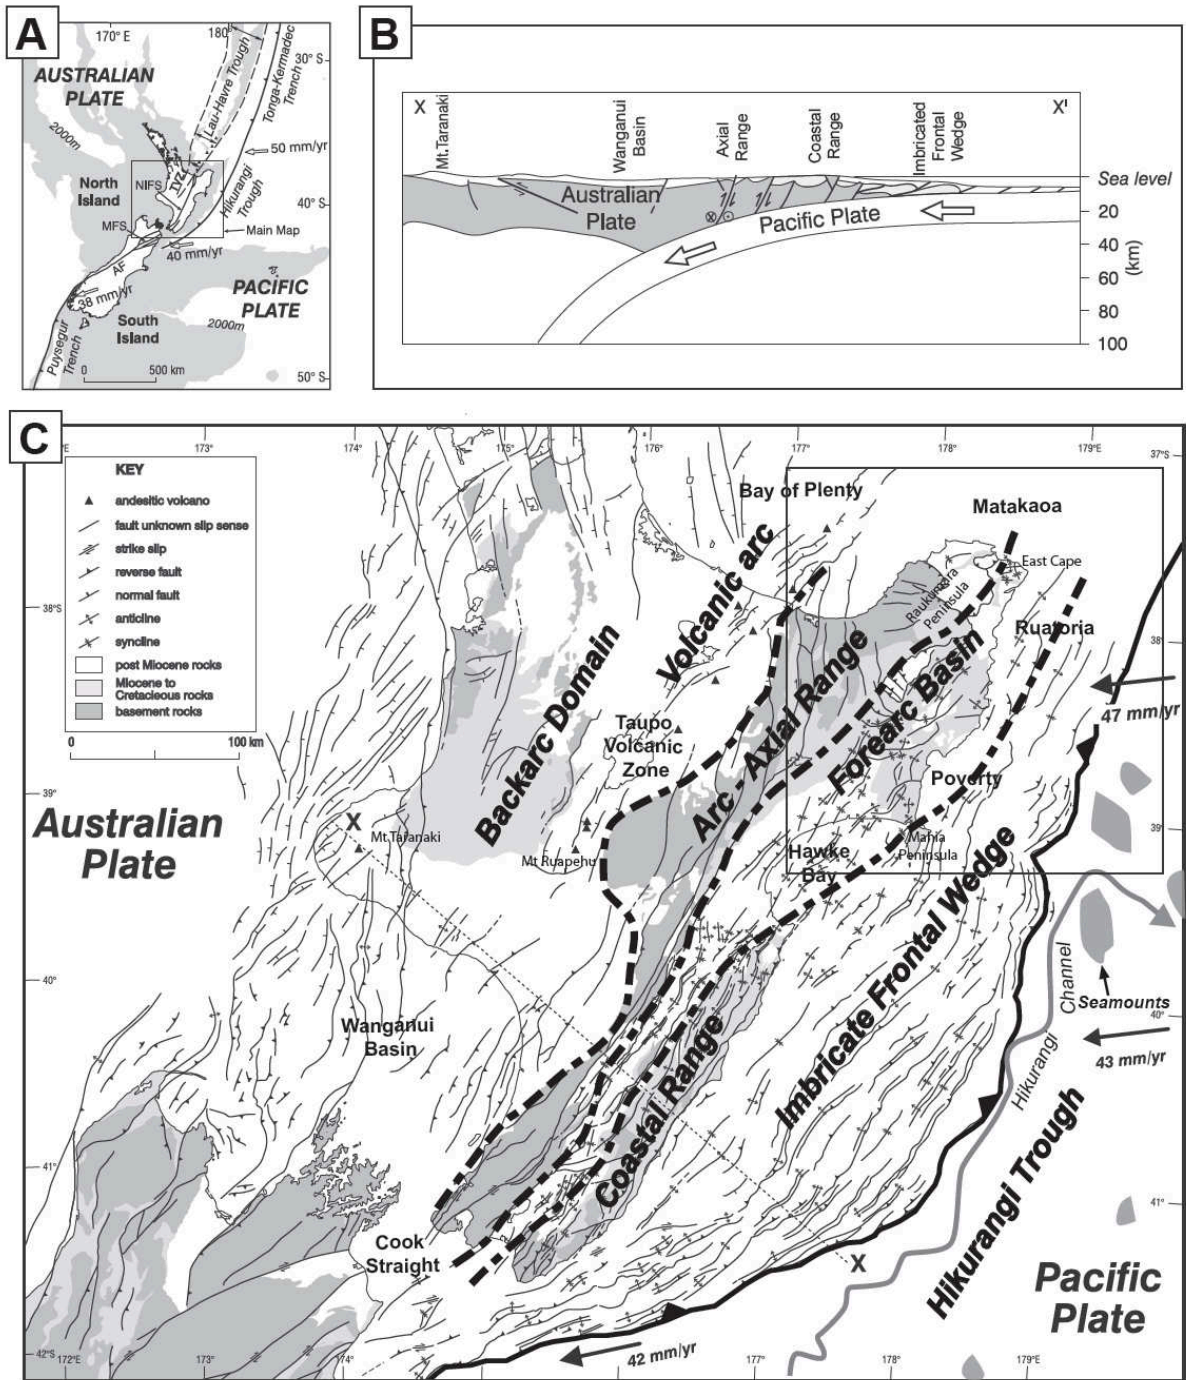 A
170° E
180°
30° S
AUSTRALIAN
PLATE
Lau-Havre Trough
Tonga-Kermadec
Trench
2000m
50 mm/yr
TVZ
NIFS
North
Island
Hikurangi
Trough
40° S
MFS
Main Map
40 mm/yr
AF
38 mm/yr
PACIFIC
PLATE
South
Island
2000m
Puysegur
Trench
0
500 km
50° S
B
X
X'
Mt.Taranaki
Wanganui
Basin
Axial
Range
Coastal
Range
Imbricated
Frontal
Wedge
Sea level
Australian
Plate
Pacific Plate
20
40
60
80
100
(km)
C
°E
173°
174°
175°
176°
177°
178°
179°E
37°S
KEY
andesitic volcano
fault unknown slip sense
strike slip
reverse fault
normal fault
anticline
syncline
post Miocene rocks
Miocene to
Cretacieous rocks
basement rocks
0
100 km
Bay of Plenty
Matakaoa
East Cape
Raukumara
Peninsula
Ruatoria
38°S
38°
Volcanic arc
Backarc Domain
Arc
Axial Range
Forearc Basin
47 mm/yr
Taupo
Volcanic
Zone
Poverty
39°
39°
Australian
Plate
X
Mt Taranaki
Mt Ruapehu
Hawke
Bay
Mahia
Peninsula
Imbricate Frontal Wedge
40°
Channel
Seamounts
40°
43 mm/yr
Hikurangi
Wanganui
Basin
Coastal Range
Hikurangi Trough
41°
41°
Cook
Straight
X
Pacific
Plate
42 mm/yr
42°S
172°E
173°
174°
177°
178°
179°E